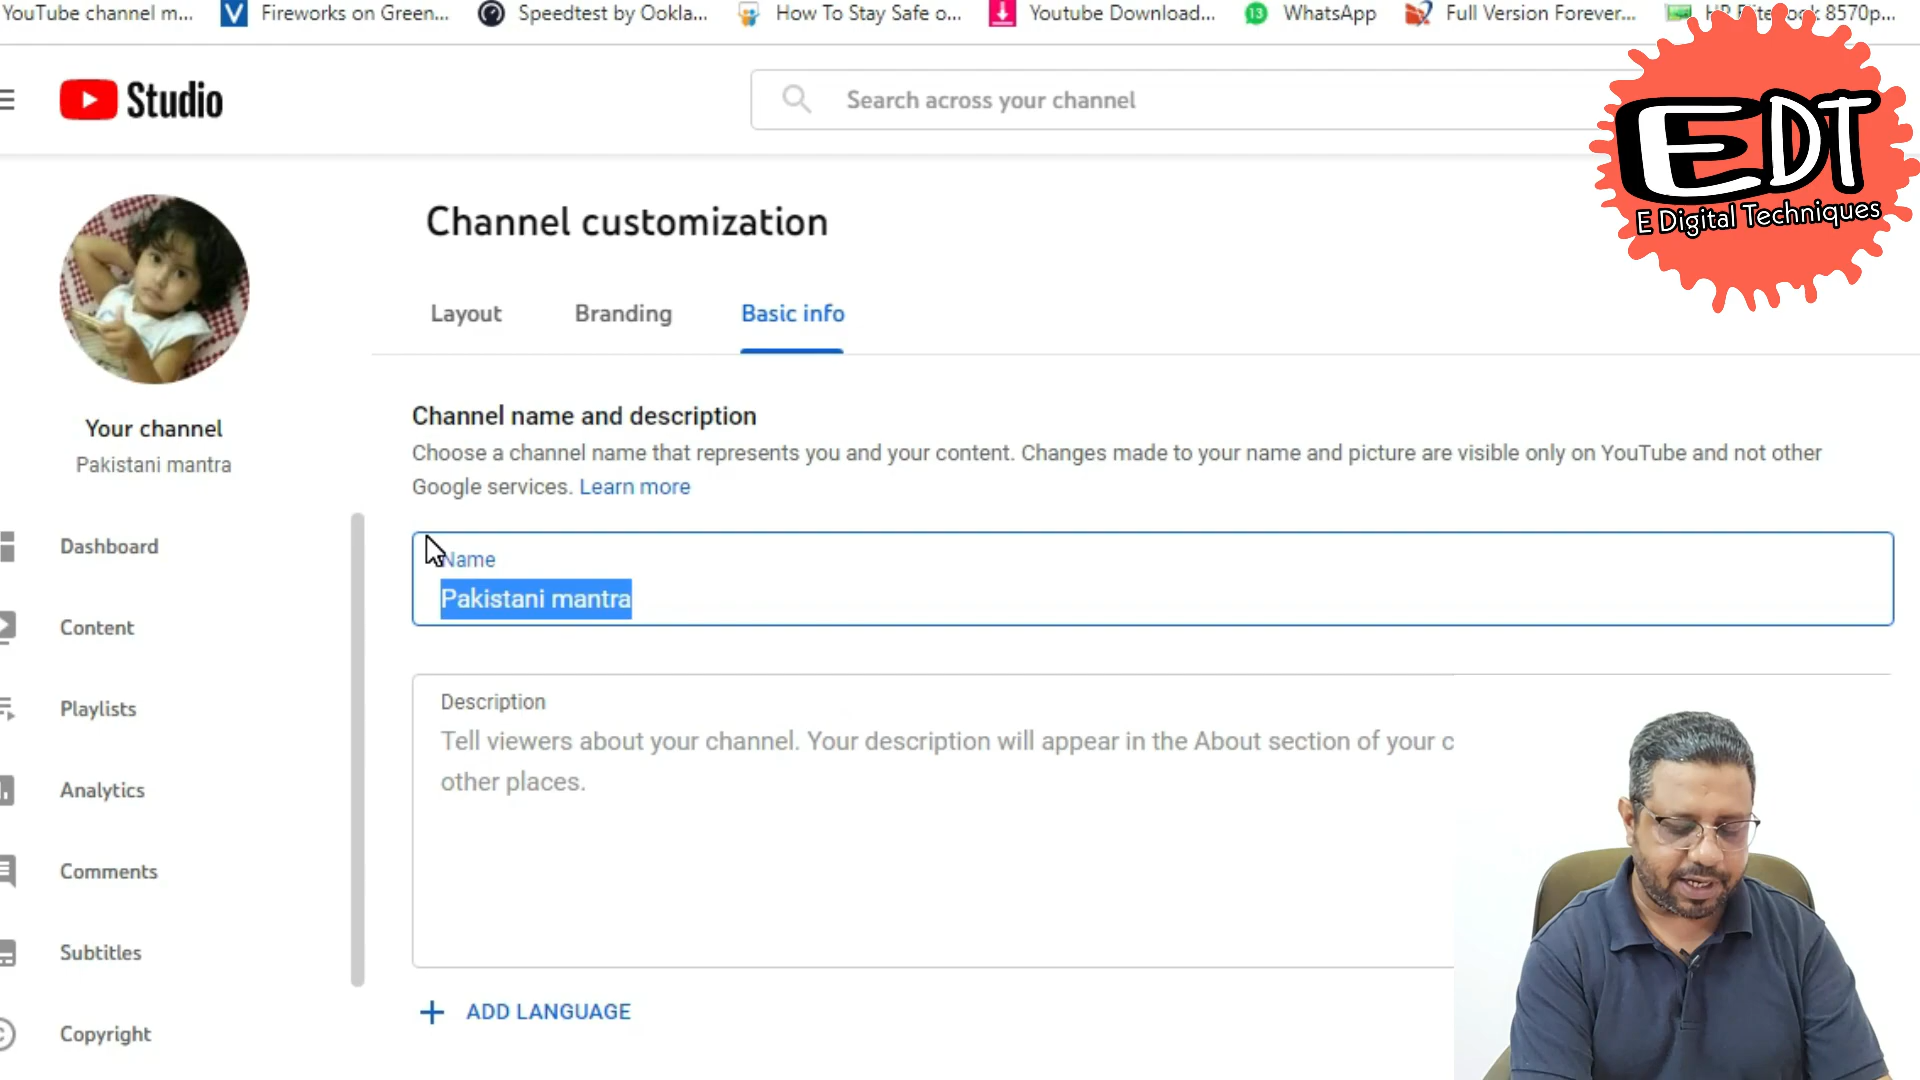 YouTube channel m... Fireworks on Green... Speedtest by Ookla... How To Stay Safe o... Youtube Download... 13 WhatsApp Full Version Forever... HP EliteBook 8570p...
Studio
Search across your channel
EDT
E Digital Techniques
Channel customization
Layout Branding Basic info
Your channel
Pakistani mantra
Dashboard
Content
Playlists
Analytics
Comments
Subtitles
Copyright
Channel name and description
Choose a channel name that represents you and your content. Changes made to your name and picture are visible only on YouTube and not other
Google services. Learn more
Name
Pakistani mantra
Description
Tell viewers about your channel. Your description will appear in the About section of your c
other places.
+ ADD LANGUAGE